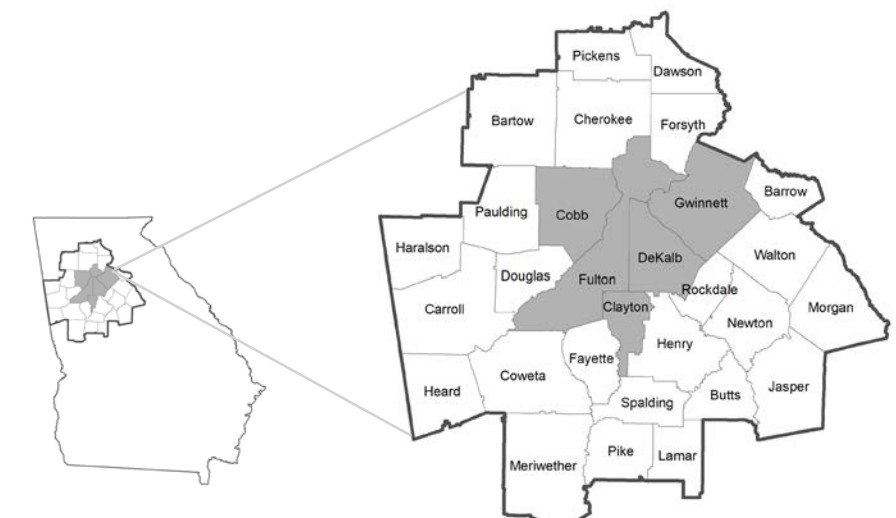 Pickens
Dawson
Bartow
Cherokee
Forsyth
Gwinnett
Barrow
Paulding
Cobb
Haralson
Douglas
Fulton
DeKalb
Walton
Carroll
Clayton
Rockdale
Newton
Morgan
Heard
Coweta
Fayette
Henry
Spalding
Butts
Jasper
Meriwether
Pike
Lamar